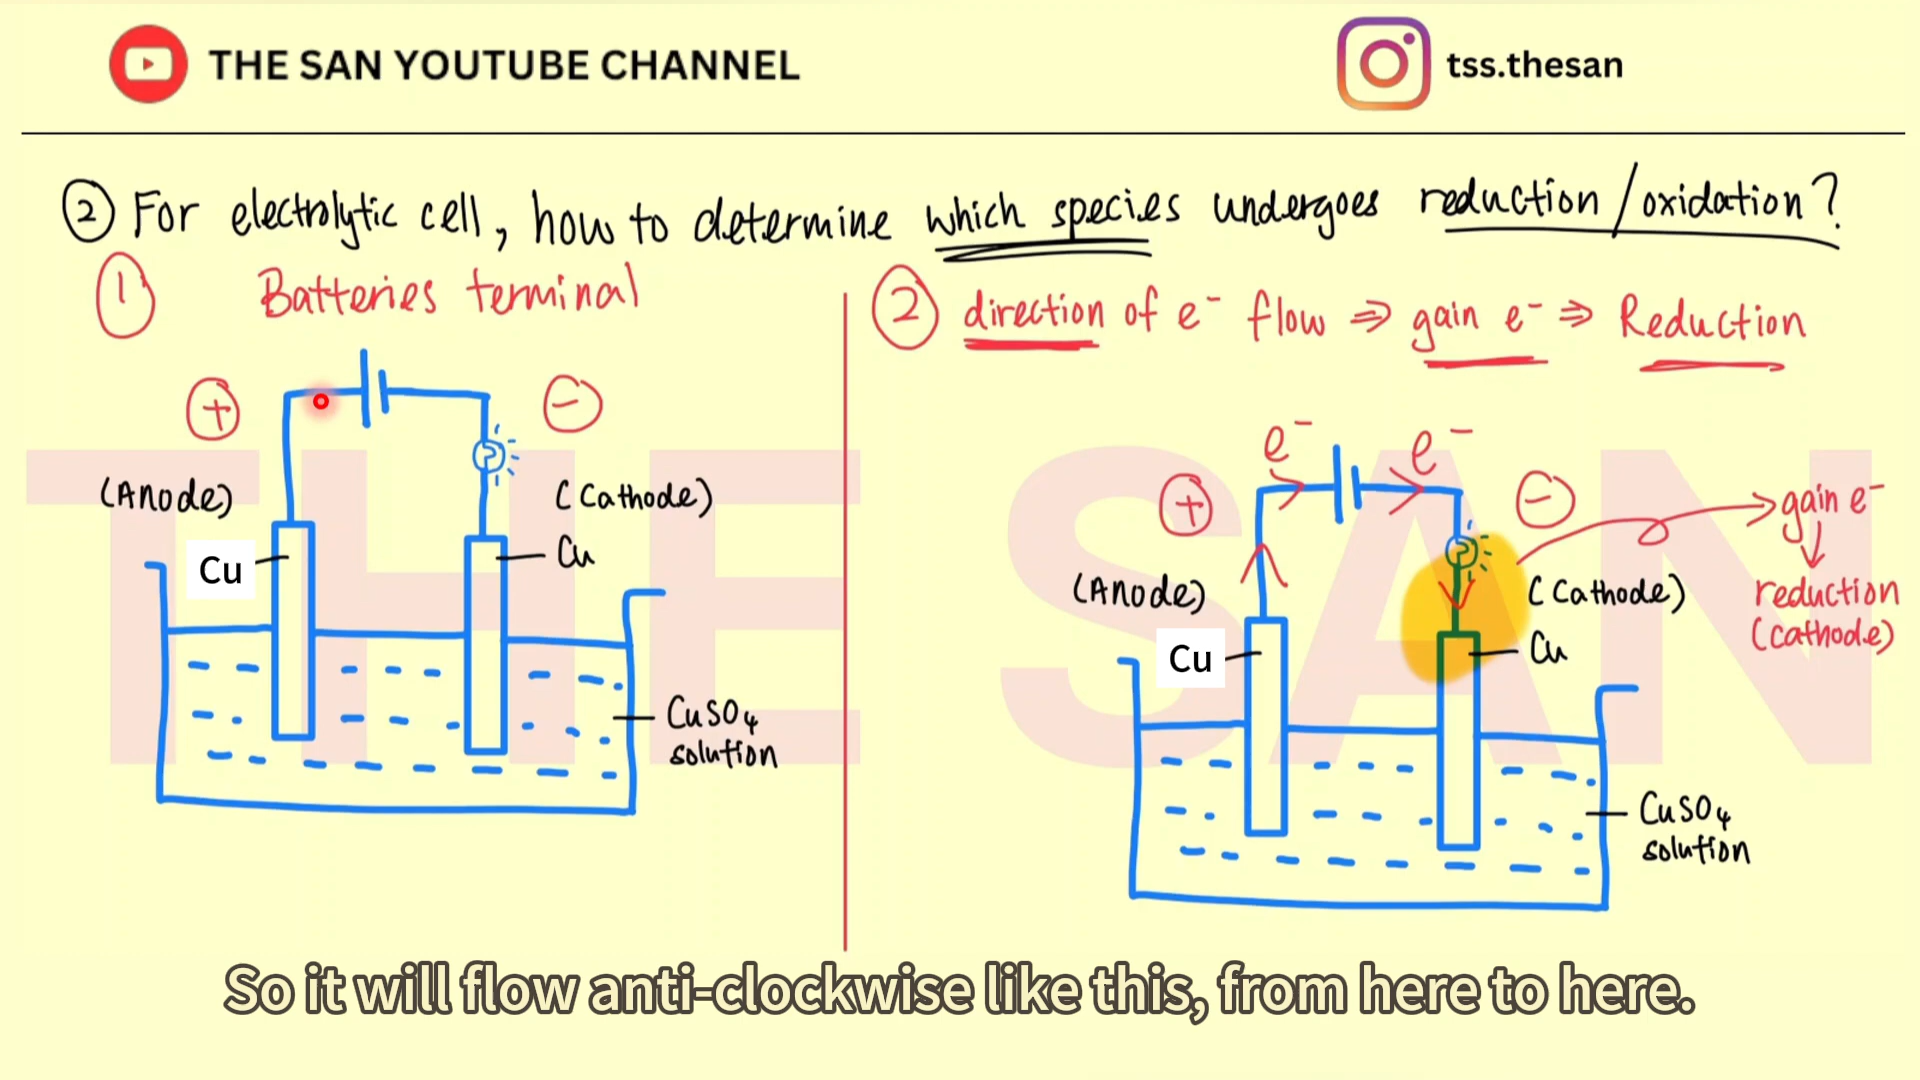 THE SAN YOUTUBE CHANNEL
tss.thesan
② For electrolytic cell, how to determine which species undergoes reduction/oxidation?
① Batteries terminal
+
−
(Anode)
(Cathode)
Cu
Cu
CuSO₄
solution
② direction of e⁻ flow ⇒ gain e⁻ ⇒ Reduction
e⁻
e⁻
+
−
gain e⁻
reduction
(cathode)
(Anode)
(Cathode)
Cu
Cu
CuSO₄
solution
THE SAN
So it will flow anti-clockwise like this, from here to here.